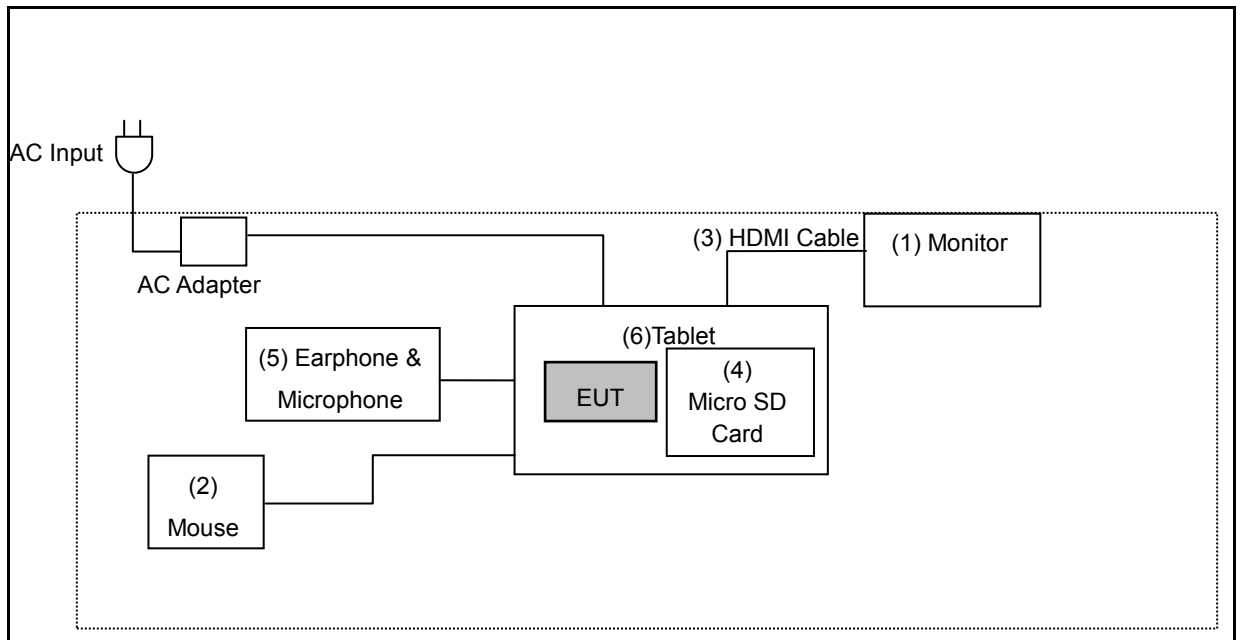 AC Input
AC Adapter
(3) HDMI Cable
(1) Monitor
(6)Tablet
(5) Earphone &
Microphone
EUT
(4)
Micro SD
Card
(2)
Mouse